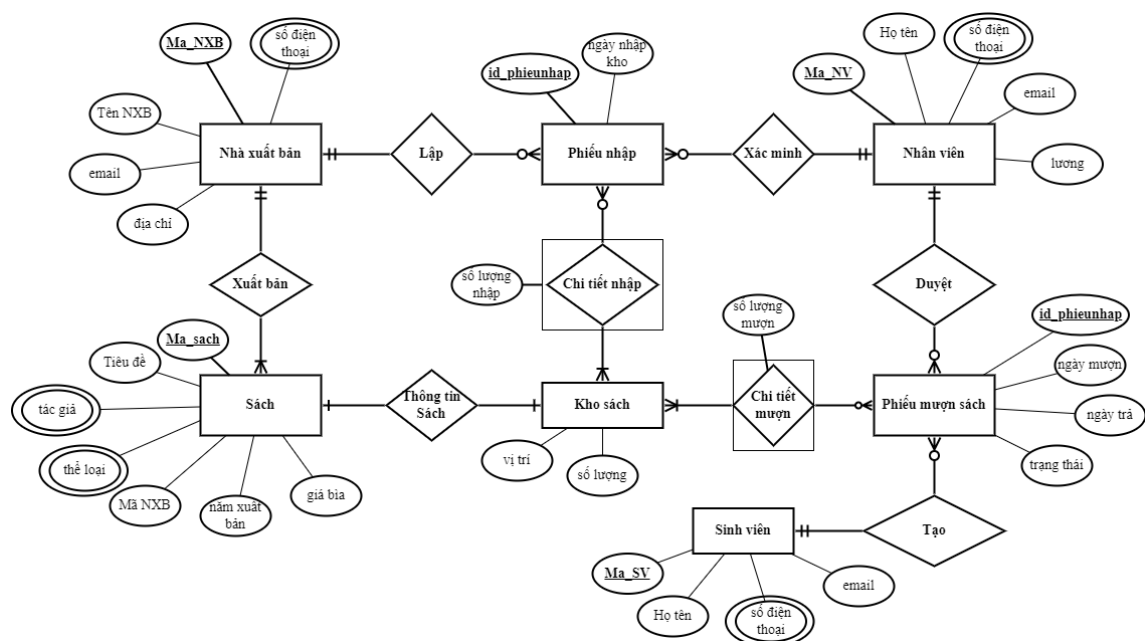 Ma_NXB
số điện
thoại
Tên NXB
email
địa chỉ
Nhà xuất bản
Lập
id_phieunhap
ngày nhập
kho
Phiếu nhập
Xác minh
Ma_NV
Họ tên
số điện
thoại
email
lương
Nhân viên
Xuất bản
số lượng
nhập
Chi tiết nhập
Duyệt
Ma_sach
Tiêu đề
tác giả
thể loại
Mã NXB
năm xuất
bản
giá bìa
Sách
Thông tin
Sách
Kho sách
vị trí
số lượng
số lượng
mượn
Chi tiết
mượn
id_phieunhap
ngày mượn
ngày trả
trạng thái
Phiếu mượn sách
Sinh viên
Tạo
Ma_SV
Họ tên
số điện
thoại
email